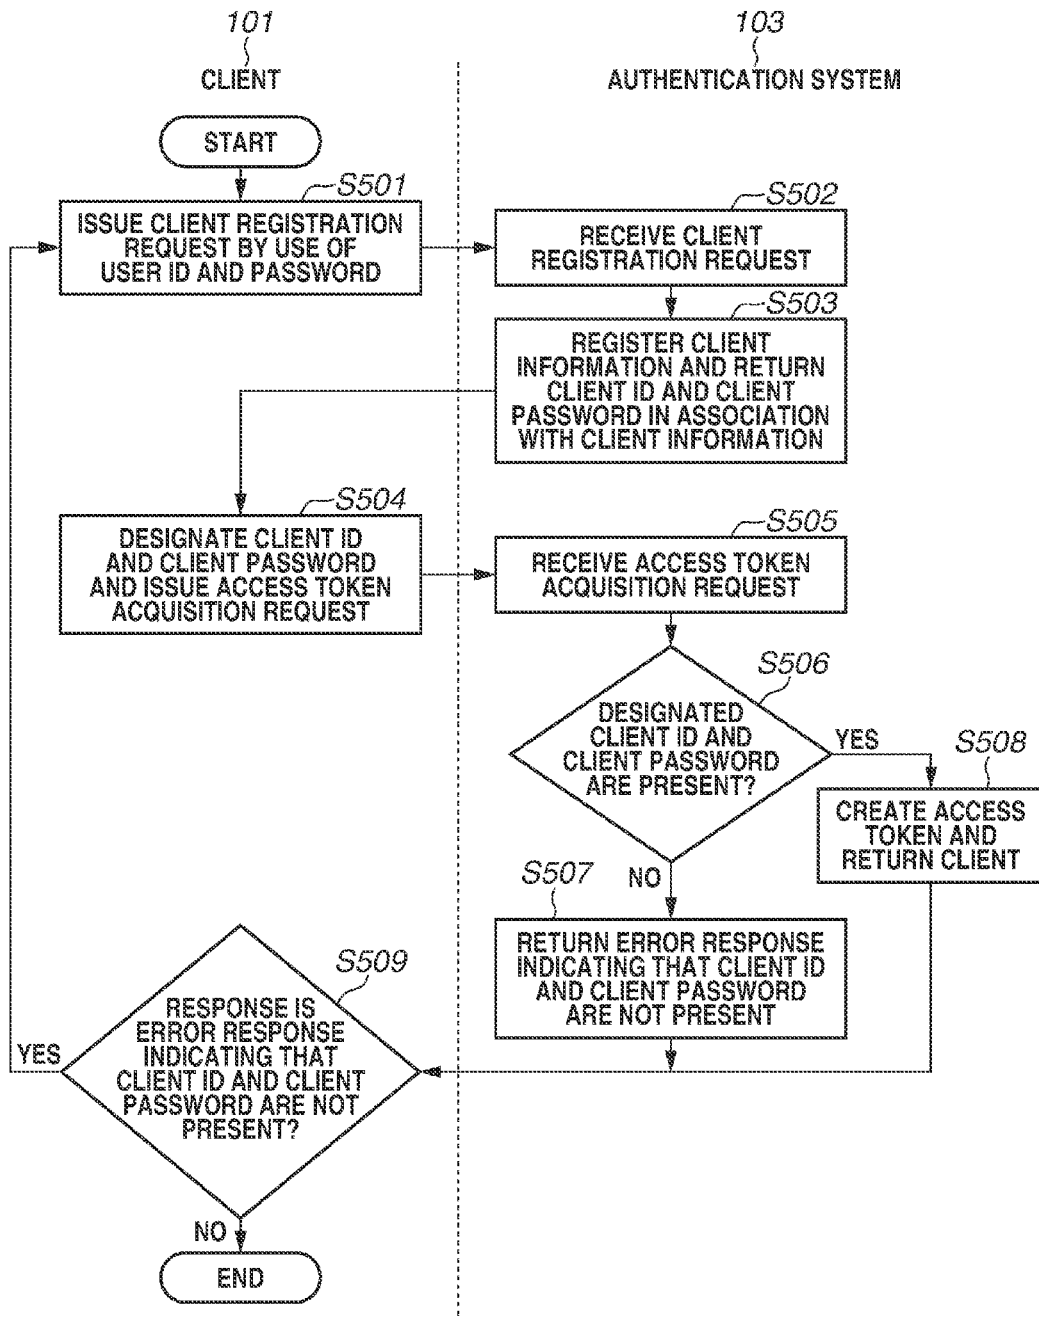 101
103
CLIENT
AUTHENTICATION SYSTEM
START
S501
ISSUE CLIENT REGISTRATION
REQUEST BY USE OF
USER ID AND PASSWORD
S502
RECEIVE CLIENT
REGISTRATION REQUEST
S503
REGISTER CLIENT
INFORMATION AND RETURN
CLIENT ID AND CLIENT
PASSWORD IN ASSOCIATION
WITH CLIENT INFORMATION
S504
DESIGNATE CLIENT ID
AND CLIENT PASSWORD
AND ISSUE ACCESS TOKEN
ACQUISITION REQUEST
S505
RECEIVE ACCESS TOKEN
ACQUISITION REQUEST
S506
DESIGNATED
CLIENT ID AND
CLIENT PASSWORD
ARE PRESENT?
YES
S508
CREATE ACCESS
TOKEN AND
RETURN CLIENT
NO
S507
RETURN ERROR RESPONSE
INDICATING THAT CLIENT ID
AND CLIENT PASSWORD
ARE NOT PRESENT
S509
RESPONSE IS
ERROR RESPONSE
INDICATING THAT
CLIENT ID AND CLIENT
PASSWORD ARE NOT
PRESENT?
YES
NO
END